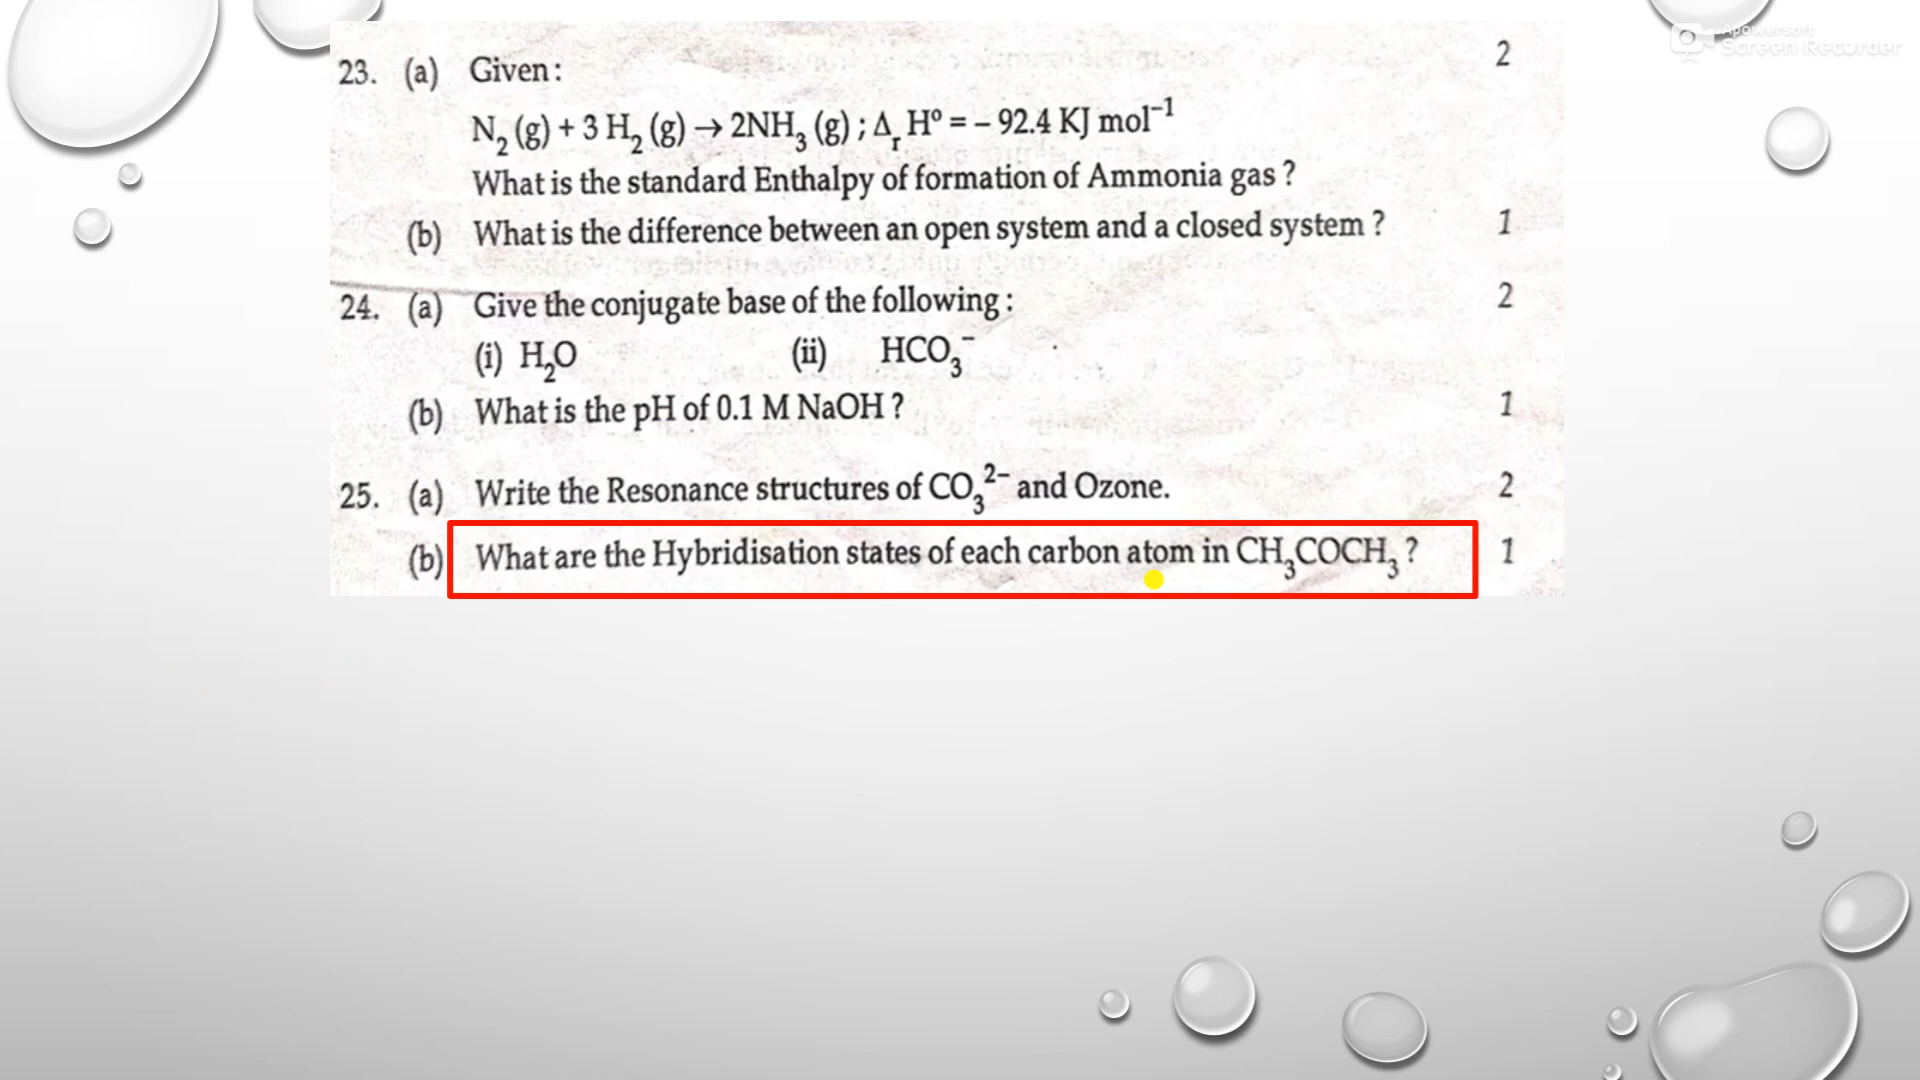 Apowersoft
Screen Recorder
23. (a) Given: 2
N₂ (g) + 3 H₂ (g) → 2NH₃ (g) ; Δᵣ H° = – 92.4 KJ mol⁻¹
What is the standard Enthalpy of formation of Ammonia gas ?
(b) What is the difference between an open system and a closed system ? 1
24. (a) Give the conjugate base of the following : 2
(i) H₂O (ii) HCO₃⁻
(b) What is the pH of 0.1 M NaOH ? 1
25. (a) Write the Resonance structures of CO₃²⁻ and Ozone. 2
(b) What are the Hybridisation states of each carbon atom in CH₃COCH₃ ? 1